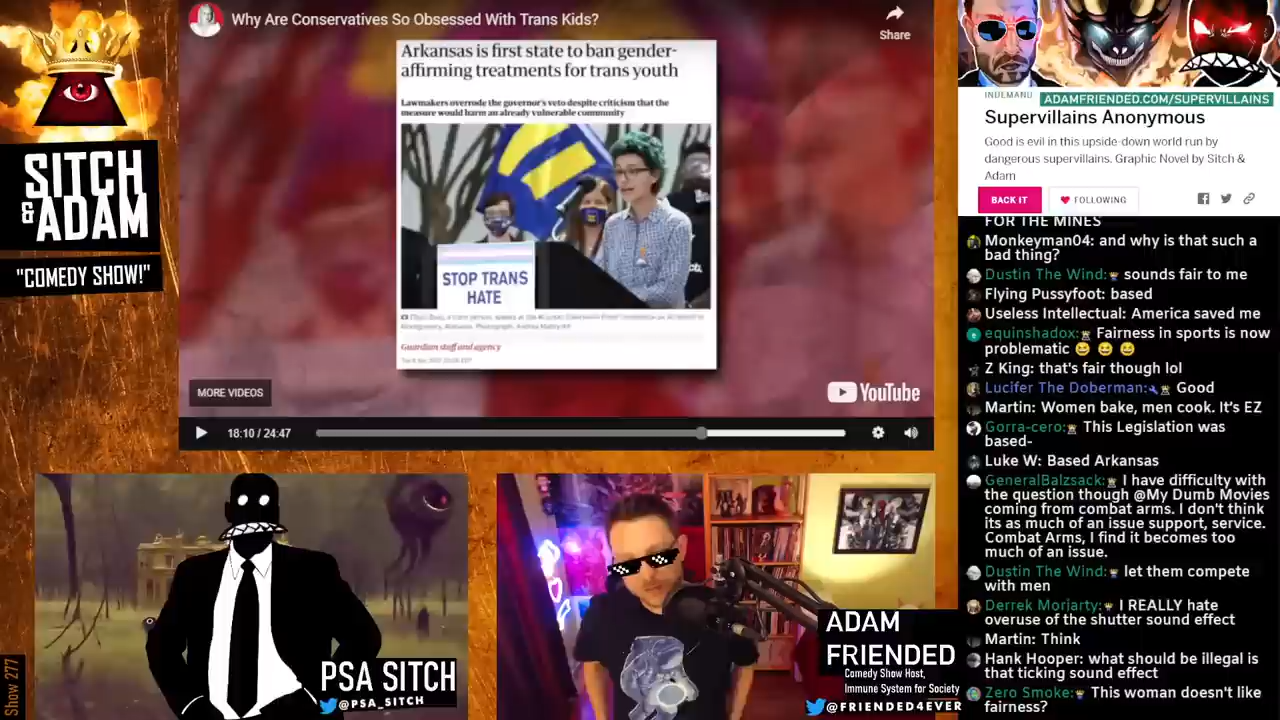 Why Are Conservatives So Obsessed With Trans Kids?
Share
Arkansas is first state to ban gender-
affirming treatments for trans youth
Lawmakers overrode the governor's veto despite criticism that the
measure would harm an already vulnerable community
STOP TRANS
HATE
Guardian staff and agency
MORE VIDEOS
YouTube
18:10 / 24:47
SITCH
& ADAM
"COMEDY SHOW!"
Show 277
PSA SITCH
@PSA_SITCH
ADAM
FRIENDED
Comedy Show Host,
Immune System for Society
@FRIENDED4EVER
INDEMAND
ADAMFRIENDED.COM/SUPERVILLAINS
Supervillains Anonymous
Good is evil in this upside-down world run by
dangerous supervillains. Graphic Novel by Sitch &
Adam
BACK IT
FOLLOWING
FOR THE MINES
Monkeyman04: and why is that such a
bad thing?
Dustin The Wind: sounds fair to me
Flying Pussyfoot: based
Useless Intellectual: America saved me
equinshadox: Fairness in sports is now
problematic 😅 😅 😅
Z King: that's fair though lol
Lucifer The Doberman: Good
Martin: Women bake, men cook. It's EZ
Gorra-cero: This Legislation was
based-
Luke W: Based Arkansas
GeneralBalzsack: I have difficulty with
the question though @My Dumb Movies
coming from combat arms. I don't think
its as much of an issue support, service.
Combat Arms, I find it becomes too
much of an issue.
Dustin The Wind: let them compete
with men
Derrek Moriarty: I REALLY hate
overuse of the shutter sound effect
Martin: Think
Hank Hooper: what should be illegal is
that ticking sound effect
Zero Smoke: This woman doesn't like
fairness?